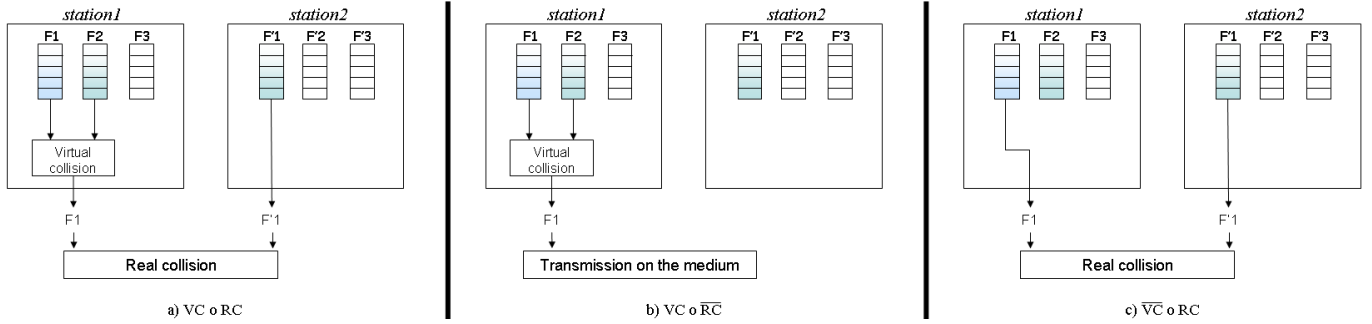 station1
station2
F1 F2 F3
F'1 F'2 F'3
Virtual
collision
F1
F'1
Real collision
a) VC o RC
station1
station2
F1 F2 F3
F'1 F'2 F'3
Virtual
collision
F1
Transmission on the medium
b) VC o R̅C̅
station1
station2
F1 F2 F3
F'1 F'2 F'3
F1
F'1
Real collision
c) V̅C̅ o RC